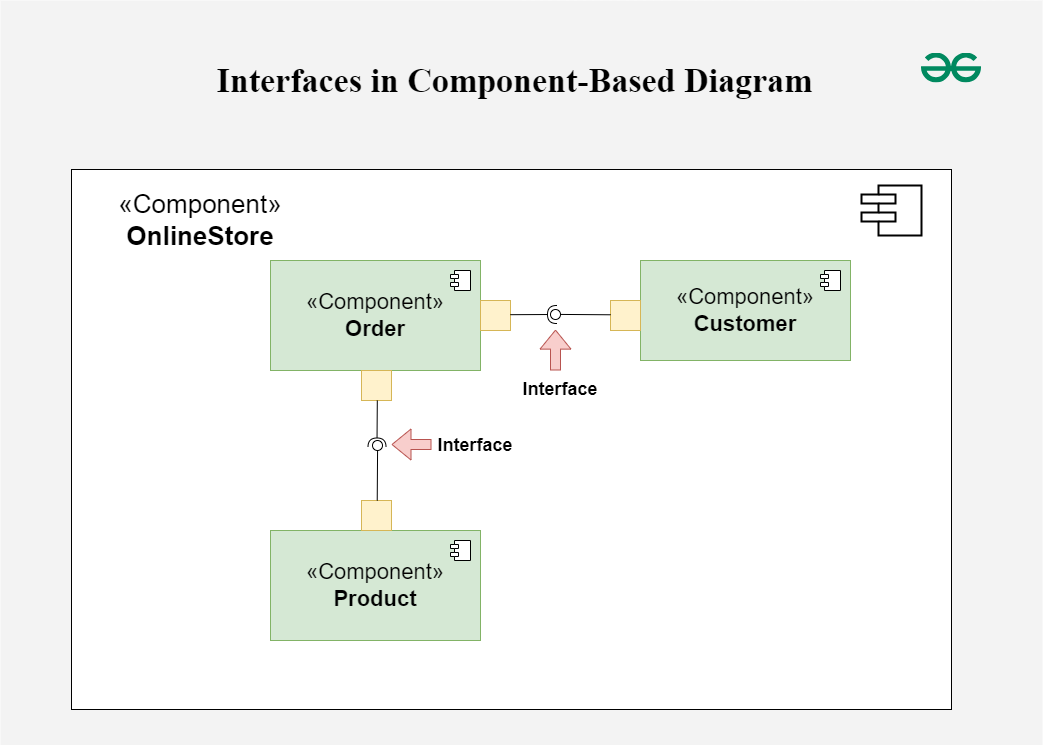 Interfaces in Component-Based Diagram
«Component»
OnlineStore
«Component»
Order
«Component»
Customer
Interface
Interface
«Component»
Product